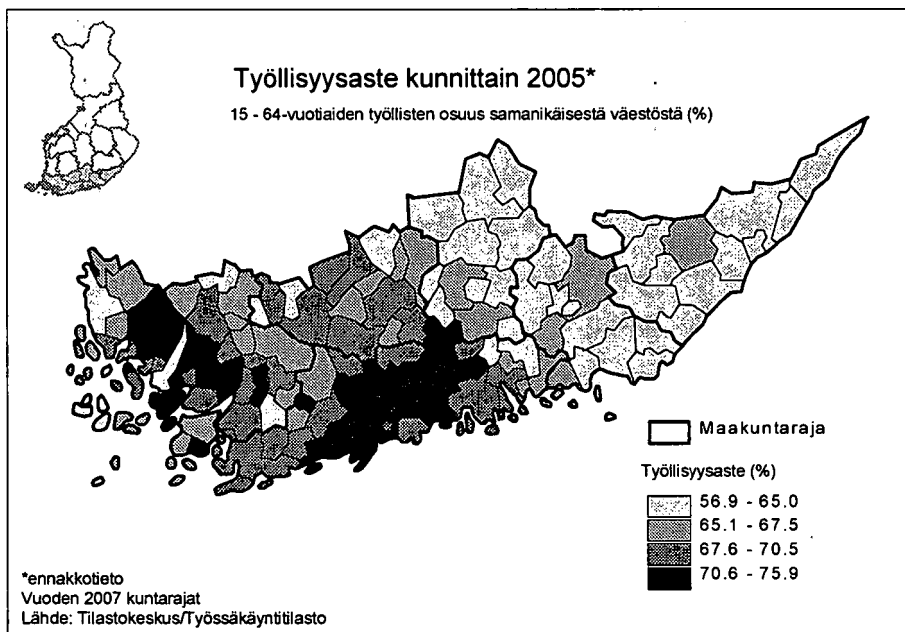 Työllisyysaste kunnittain 2005*
15 - 64-vuotiaiden työllisten osuus samanikäisestä väestöstä (%)
Maakuntaraja
Työllisyysaste (%)
56.9 - 65.0
65.1 - 67.5
67.6 - 70.5
70.6 - 75.9
*ennakkotieto
Vuoden 2007 kuntarajat
Lähde: Tilastokeskus/Työssäkäyntitilasto